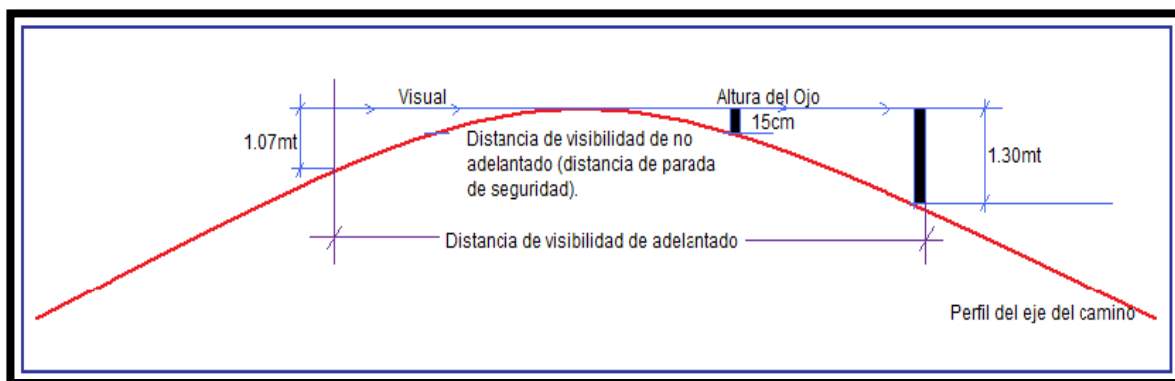 Visual
Altura del Ojo
15cm
1.07mt
Distancia de visibilidad de no
adelantado (distancia de parada
de seguridad).
1.30mt
Distancia de visibilidad de adelantado
Perfil del eje del camino